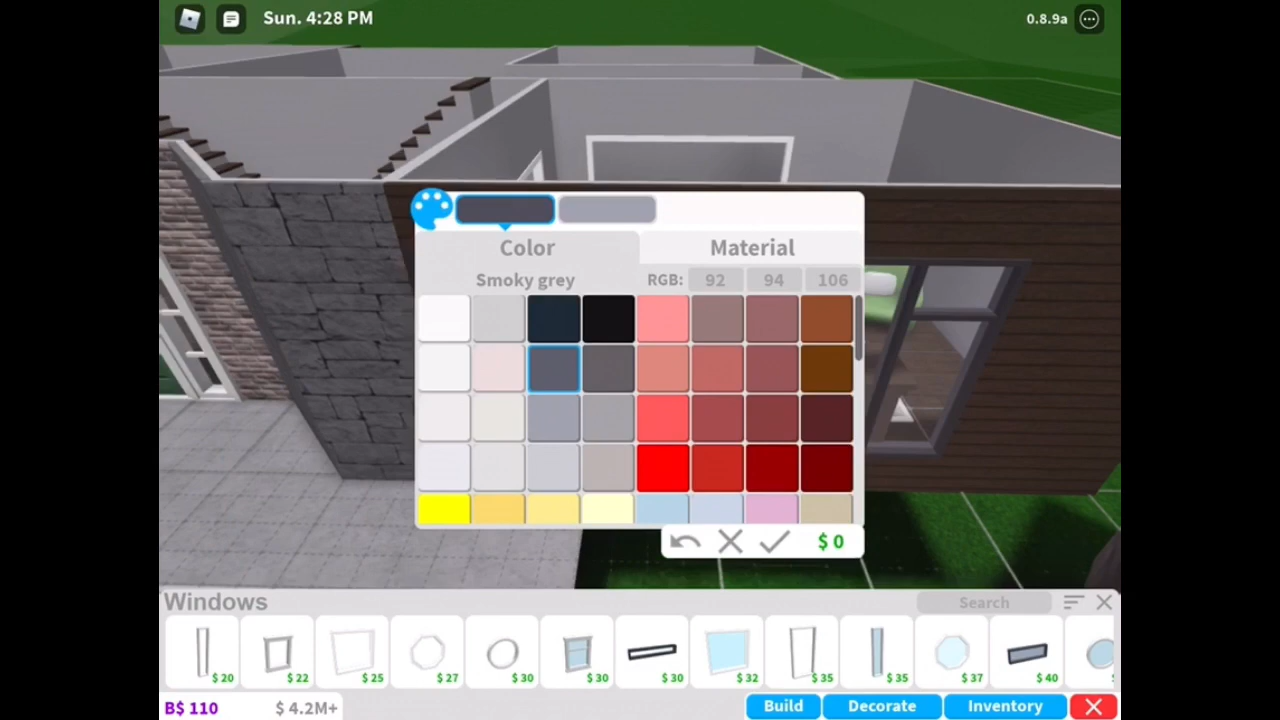 Sun. 4:28 PM
0.8.9a
Color
Material
Smoky grey
RGB: 92 94 106
$ 0
Windows
Search
$ 20
$ 22
$ 25
$ 27
$ 30
$ 30
$ 30
$ 32
$ 35
$ 35
$ 37
$ 40
B$ 110
$ 4.2M+
Build
Decorate
Inventory